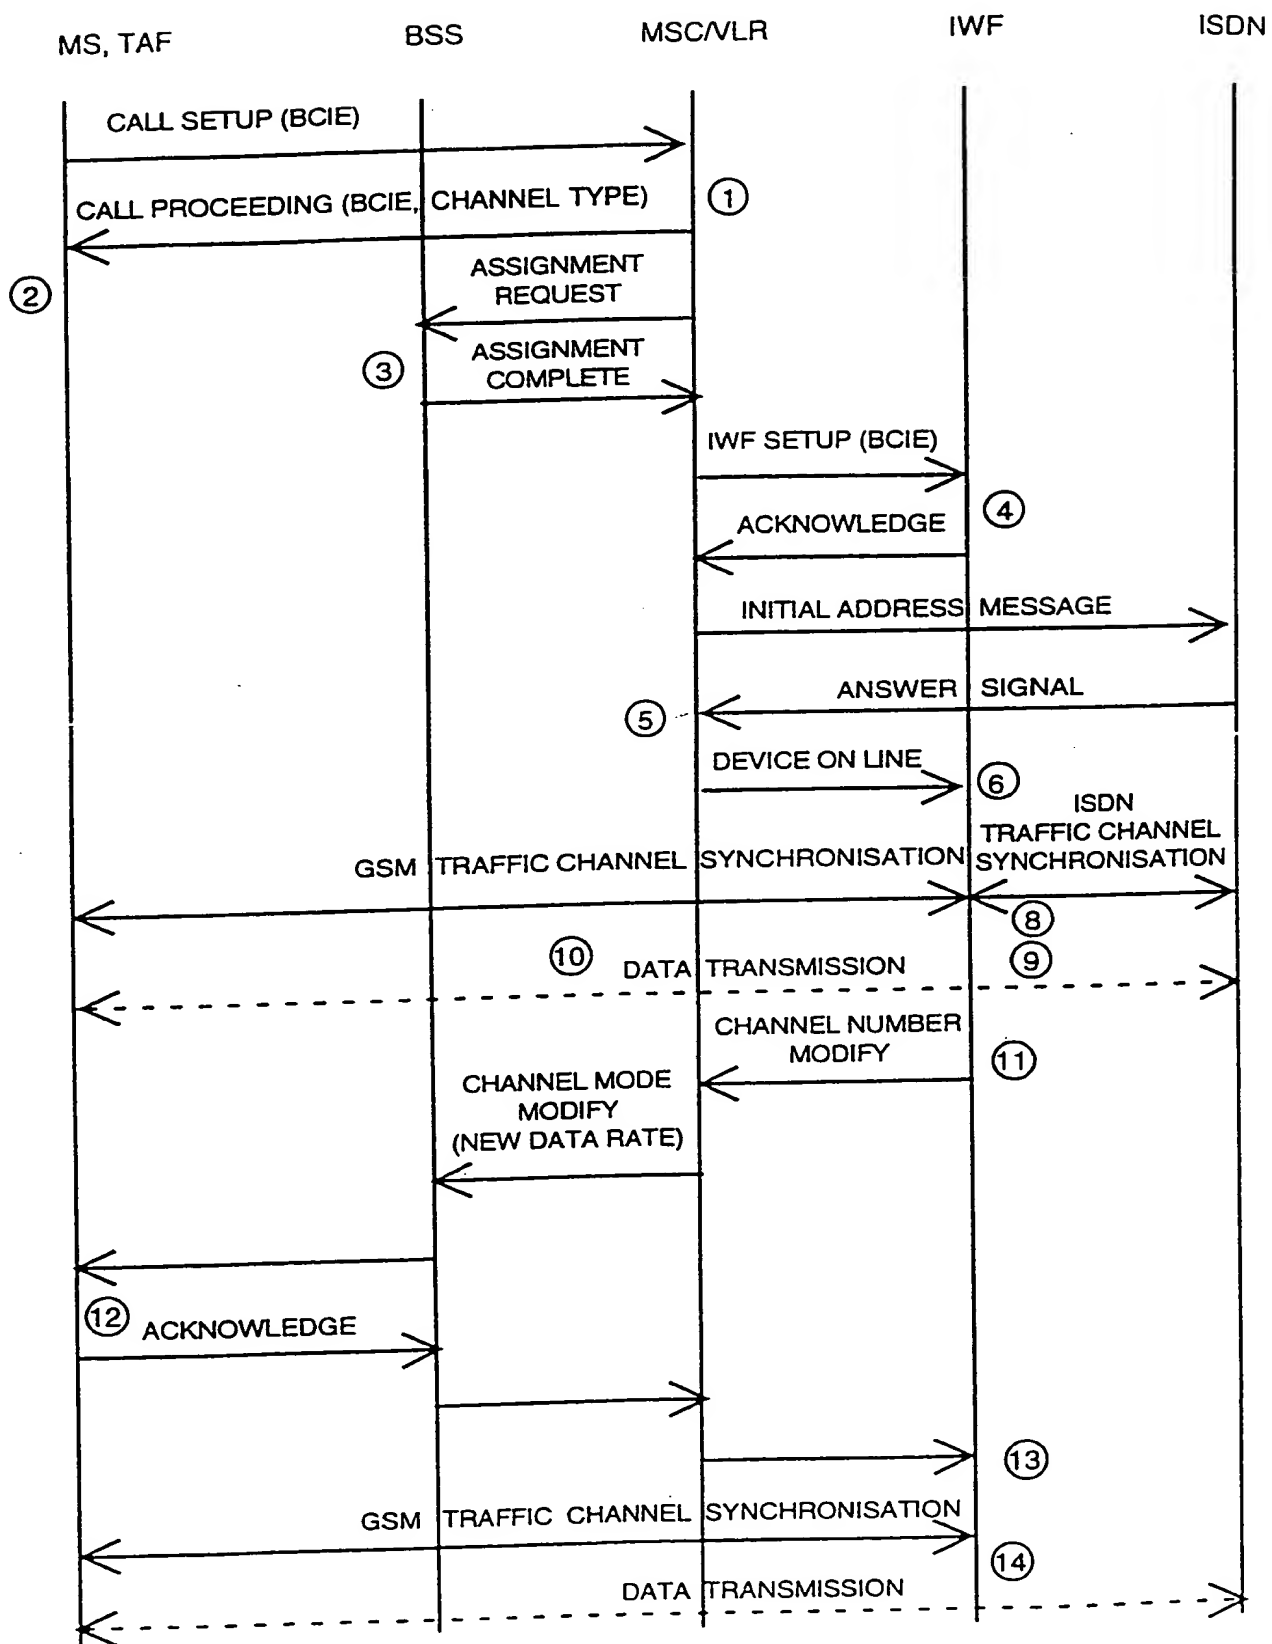 MS, TAF
BSS
MSC/VLR
IWF
ISDN
CALL SETUP (BCIE)
CALL PROCEEDING (BCIE, CHANNEL TYPE)
1
ASSIGNMENT
REQUEST
2
ASSIGNMENT
COMPLETE
3
IWF SETUP (BCIE)
4
ACKNOWLEDGE
INITIAL ADDRESS MESSAGE
ANSWER SIGNAL
5
DEVICE ON LINE
6
ISDN
TRAFFIC CHANNEL
SYNCHRONISATION
GSM TRAFFIC CHANNEL SYNCHRONISATION
8
10
DATA TRANSMISSION
9
CHANNEL NUMBER
MODIFY
11
CHANNEL MODE
MODIFY
(NEW DATA RATE)
12
ACKNOWLEDGE
13
GSM TRAFFIC CHANNEL SYNCHRONISATION
14
DATA TRANSMISSION